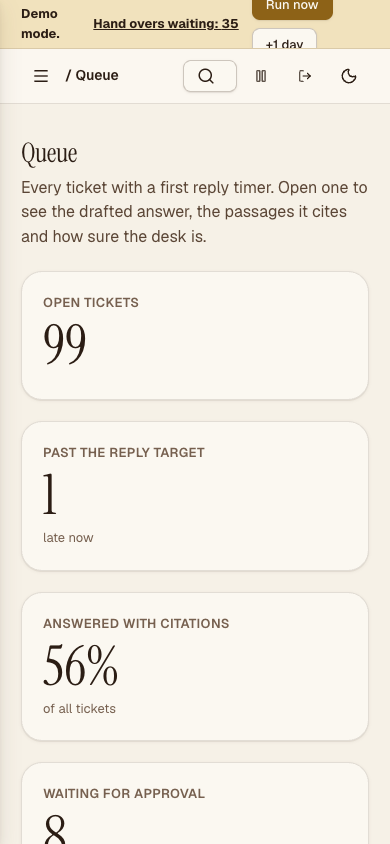 Demo mode.
Hand overs waiting: 35
Run now
+1 day
/ Queue
Queue
Every ticket with a first reply timer. Open one to
see the drafted answer, the passages it cites
and how sure the desk is.
OPEN TICKETS
99
PAST THE REPLY TARGET
1
late now
ANSWERED WITH CITATIONS
56%
of all tickets
WAITING FOR APPROVAL
8